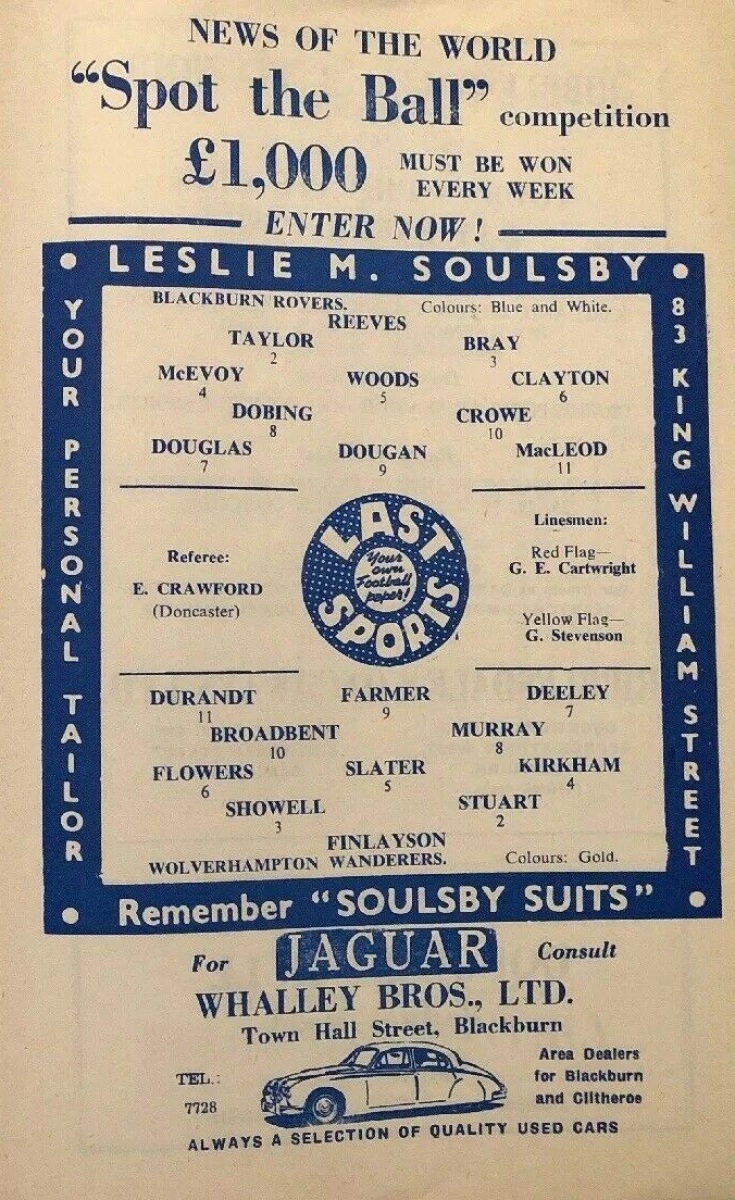 NEWS OF THE WORLD
“Spot the Ball” competition
£1,000 MUST BE WON
EVERY WEEK
ENTER NOW!
• LESLIE M. SOULSBY •
YOUR PERSONAL TAILOR
83 KING WILLIAM STREET
BLACKBURN ROVERS. Colours: Blue and White.
REEVES
TAYLOR BRAY
2 3
McEVOY WOODS CLAYTON
4 5 6
DOBING CROWE
8 10
DOUGLAS DOUGAN MacLEOD
7 9 11
Referee:
E. CRAWFORD
(Doncaster)
LAST
Your
own
Football
paper!
SPORTS
Linesmen:
Red Flag—
G. E. Cartwright
Yellow Flag—
G. Stevenson
DURANDT FARMER DEELEY
11 9 7
BROADBENT MURRAY
10 8
FLOWERS SLATER KIRKHAM
6 5 4
SHOWELL STUART
3 2
FINLAYSON
WOLVERHAMPTON WANDERERS. Colours: Gold.
• Remember “SOULSBY SUITS” •
For JAGUAR Consult
WHALLEY BROS., LTD.
Town Hall Street, Blackburn
TEL.:
7728
Area Dealers
for Blackburn
and Clitheroe
ALWAYS A SELECTION OF QUALITY USED CARS